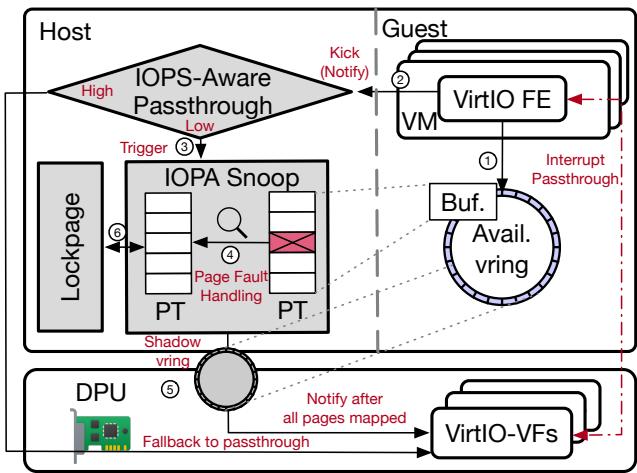 Host
Guest
Kick
(Notify)
②
IOPS-Aware
Passthrough
High
Low
VirtIO FE
VM
Trigger ③
①
Interrupt
Passthrough
IOPA Snoop
Lockpage
⑥
④
Page Fault
Handling
PT
PT
Buf.
Avail.
vring
Shadow
vring
⑤
DPU
Notify after
all pages mapped
Fallback to passthrough
VirtIO-VFs